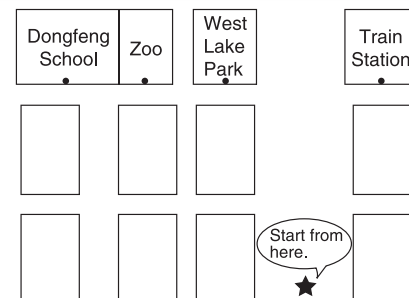 Dongfeng
School
Zoo
West
Lake
Park
Train
Station
Start from
here.